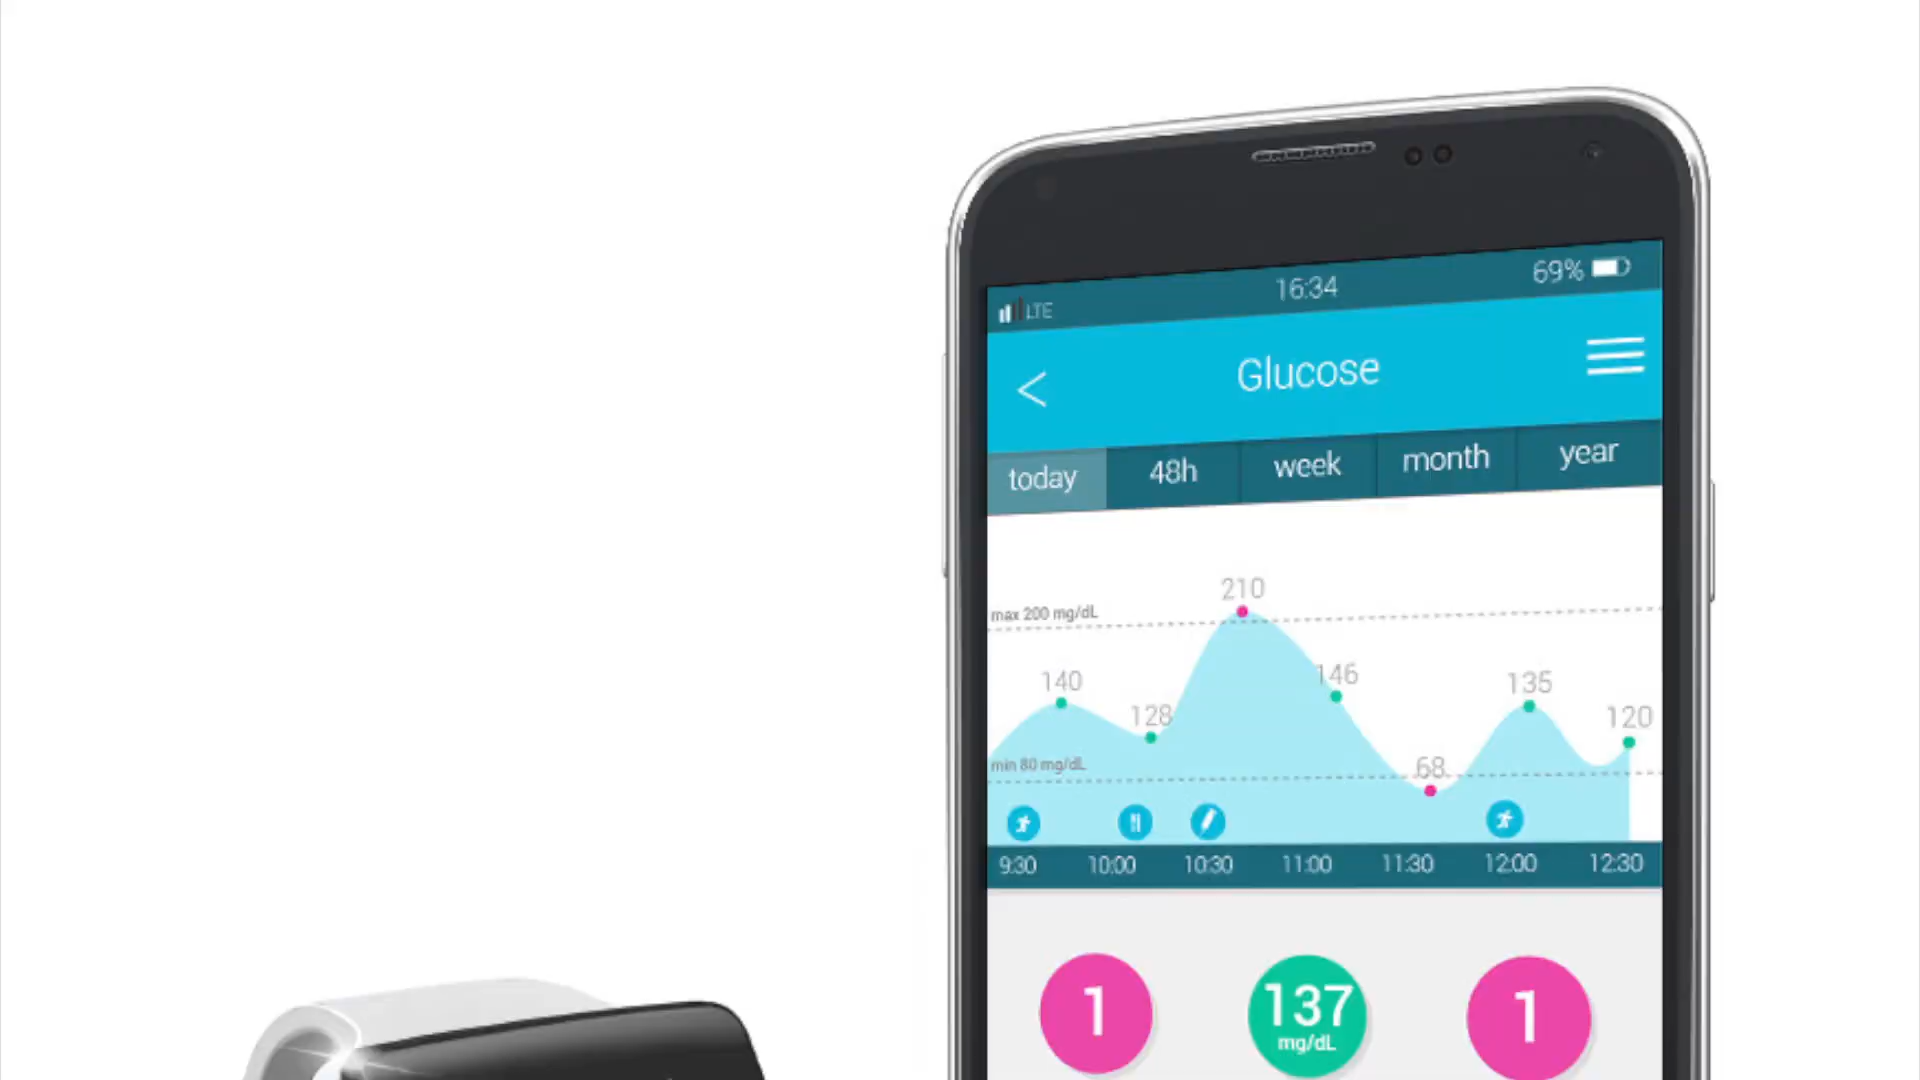 LTE 16:34 69%
< Glucose
today 48h week month year
210
max 200 mg/dL
140 128 146 135 120
min 80 mg/dL 68
9:30 10:00 10:30 11:00 11:30 12:00 12:30
1 137 1
mg/dL